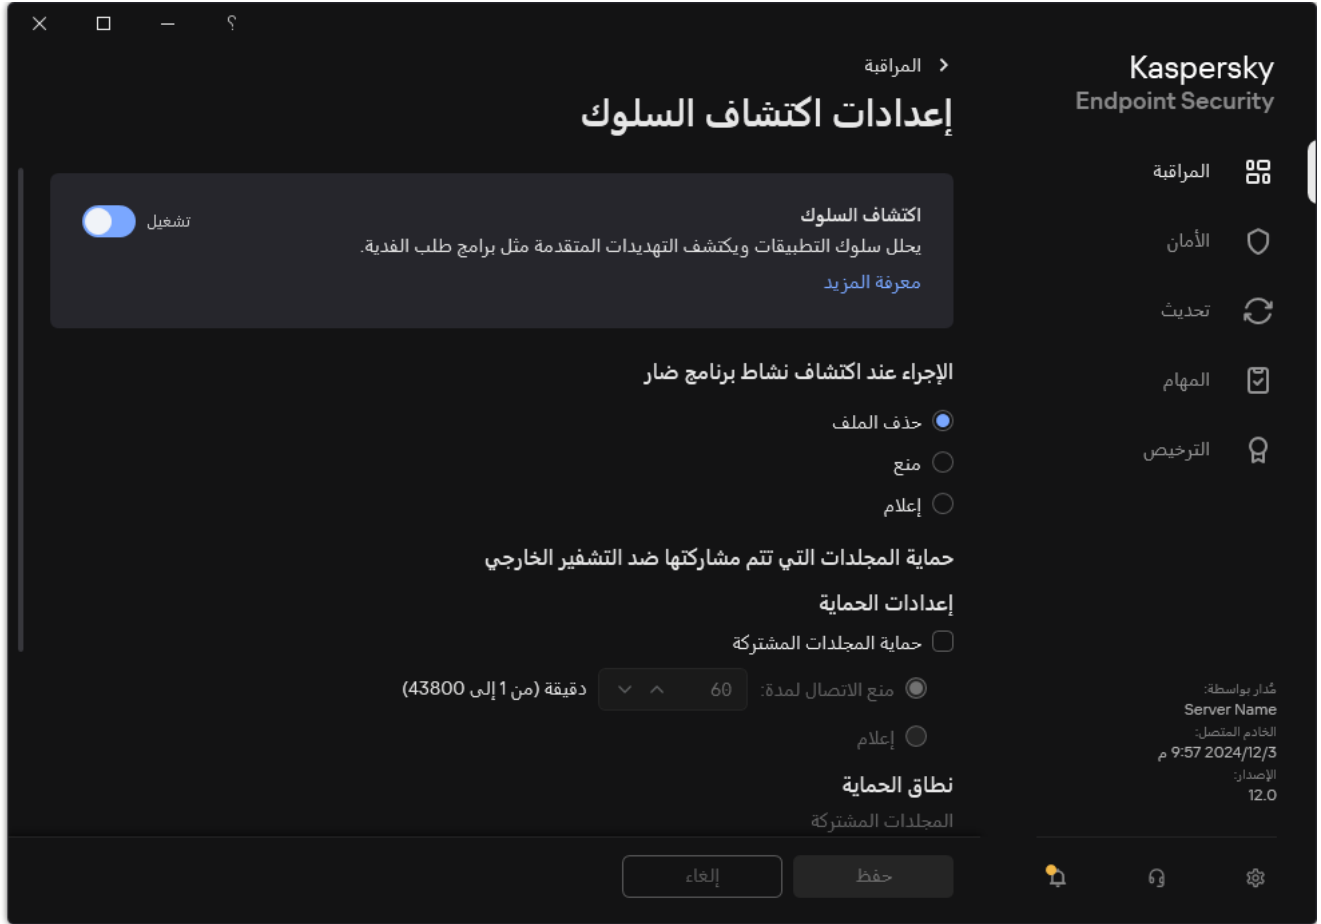 ؟
المراقبة
إعدادات اكتشاف السلوك
Kaspersky
Endpoint Security
المراقبة
الأمان
تحديث
المهام
الترخيص
اكتشاف السلوك
تشغيل
يحلل سلوك التطبيقات ويكتشف التهديدات المتقدمة مثل برامج طلب الفدية.
معرفة المزيد
الإجراء عند اكتشاف نشاط برنامج ضار
حذف الملف
منع
إعلام
حماية المجلدات التي تتم مشاركتها ضد التشفير الخارجي
إعدادات الحماية
حماية المجلدات المشتركة
منع الاتصال لمدة: 60 دقيقة (من 1 إلى 43800)
إعلام
نطاق الحماية
المجلدات المشتركة
حفظ
إلغاء
مُدار بواسطة:
Server Name
الخادم المتصل:
2024/12/3 9:57 م
الإصدار:
12.0